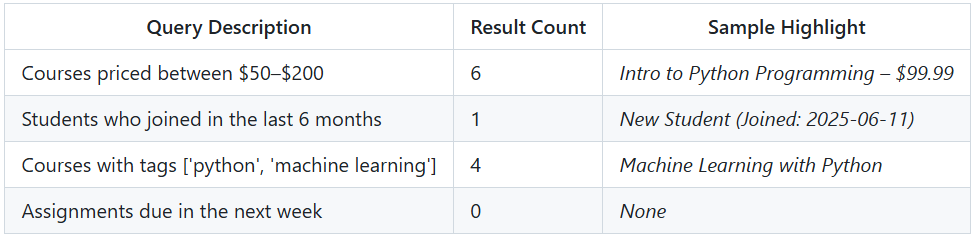 Query Description Result Count Sample Highlight
Courses priced between $50–$200 6 Intro to Python Programming – $99.99
Students who joined in the last 6 months 1 New Student (Joined: 2025-06-11)
Courses with tags ['python', 'machine learning'] 4 Machine Learning with Python
Assignments due in the next week 0 None